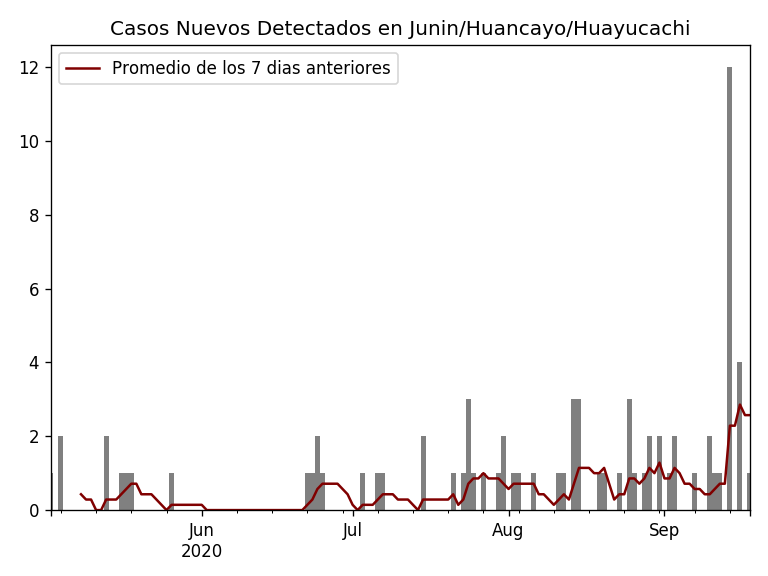 Casos Nuevos Detectados en Junin/Huancayo/Huayucachi
Promedio de los 7 dias anteriores
12
10
8
6
4
2
0
Jun
2020
Jul
Aug
Sep